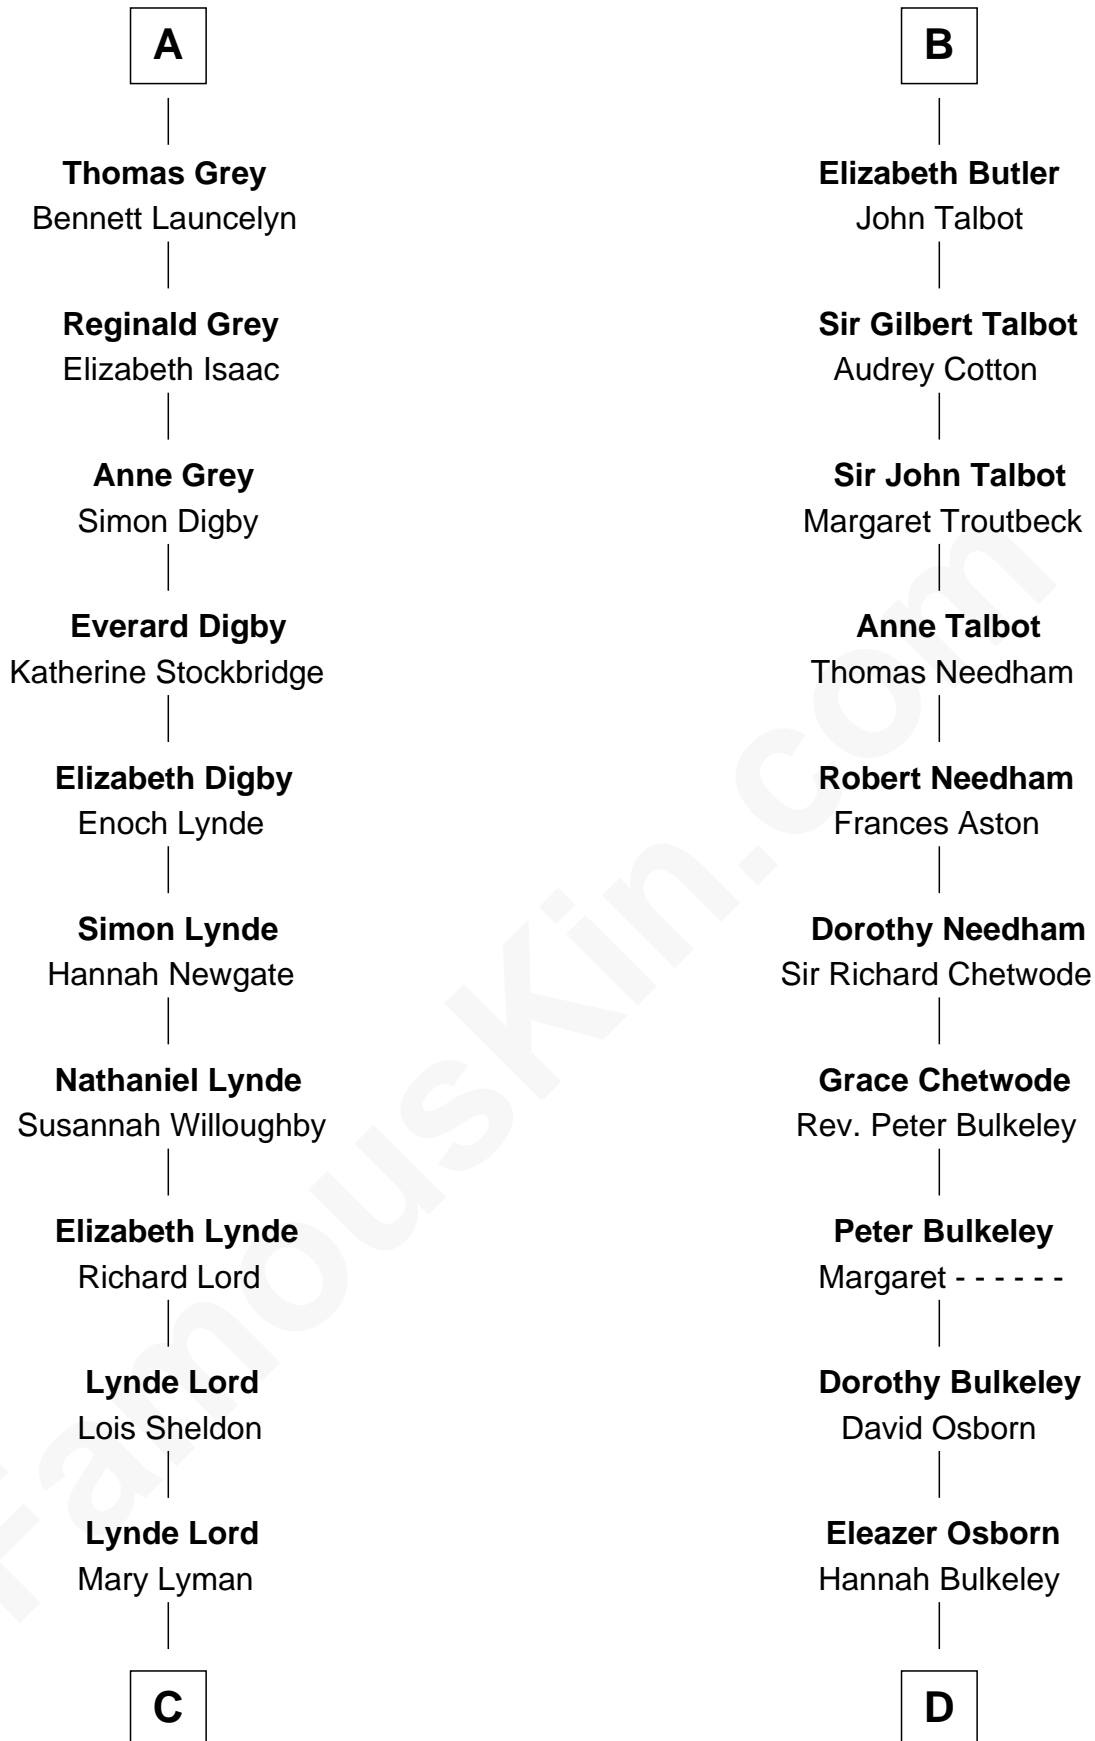 A
Thomas Grey
Bennett Launcelyn
Reginald Grey
Elizabeth Isaac
Anne Grey
Simon Digby
Everard Digby
Katherine Stockbridge
Elizabeth Digby
Enoch Lynde
Simon Lynde
Hannah Newgate
Nathaniel Lynde
Susannah Willoughby
Elizabeth Lynde
Richard Lord
Lynde Lord
Lois Sheldon
Lynde Lord
Mary Lyman
C
B
Elizabeth Butler
John Talbot
Sir Gilbert Talbot
Audrey Cotton
Sir John Talbot
Margaret Troutbeck
Anne Talbot
Thomas Needham
Robert Needham
Frances Aston
Dorothy Needham
Sir Richard Chetwode
Grace Chetwode
Rev. Peter Bulkeley
Peter Bulkeley
Margaret - - - - - -
Dorothy Bulkeley
David Osborn
Eleazer Osborn
Hannah Bulkeley
D
FamousKin.com